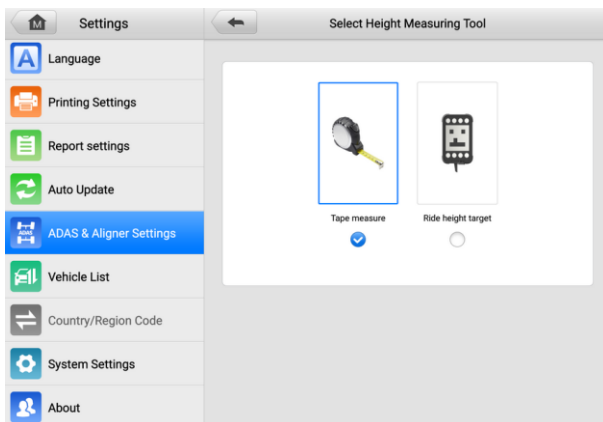 M
Settings
Select Height Measuring Tool
A
Language
Printing Settings
Report settings
Auto Update
ADAS
ADAS & Aligner Settings
Vehicle List
Country/Region Code
System Settings
About
Tape measure
Ride height target